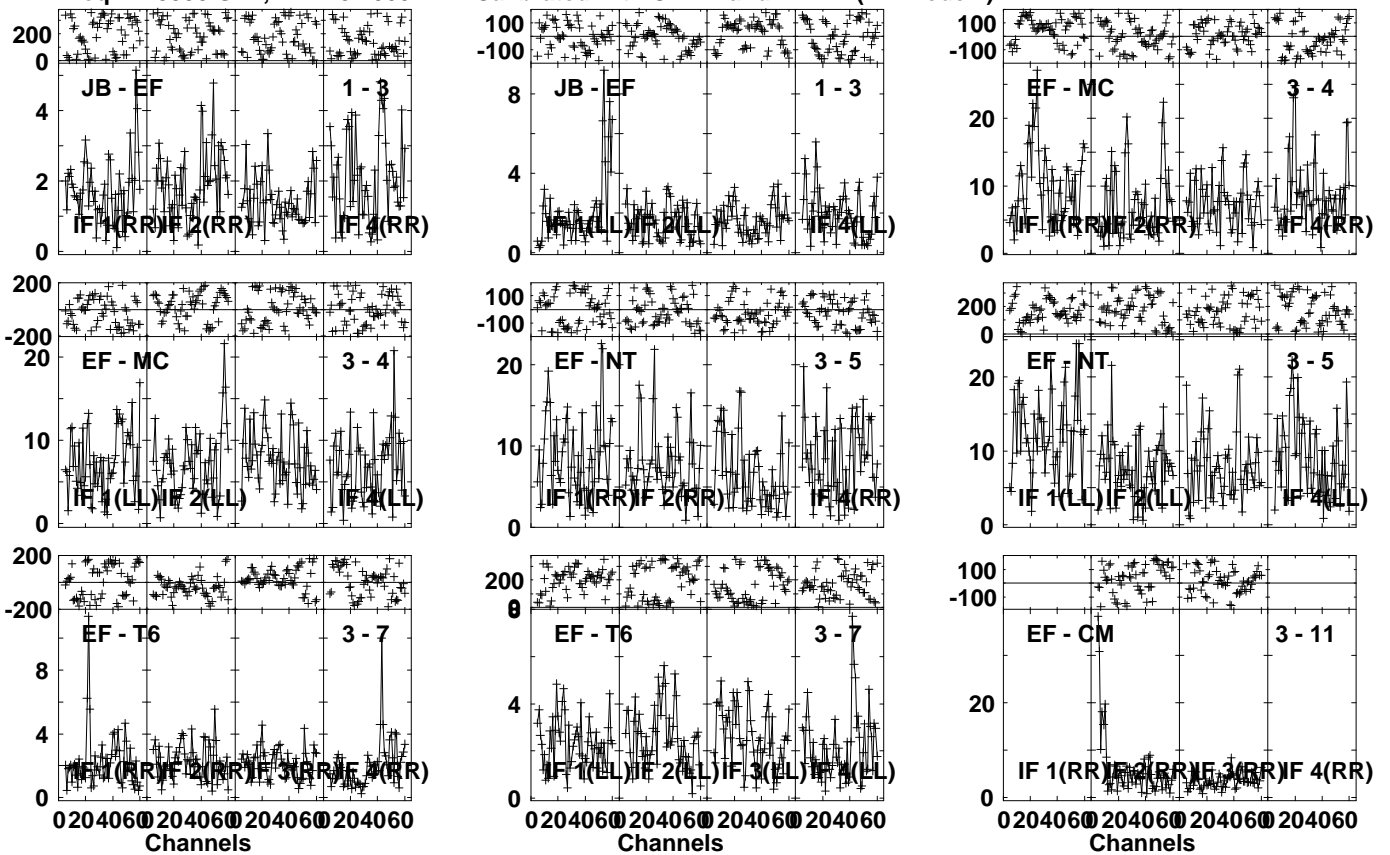 200
0
100
-100
100
-100
JB - EF 1 - 3
4
2
0
IF 1(RR) IF 2(RR) IF 4(RR)
JB - EF 1 - 3
8
4
0
IF 1(LL) IF 2(LL) IF 4(LL)
EF - MC 3 - 4
20
10
0
IF 1(RR) IF 2(RR) IF 4(RR)
200
-200
100
-100
200
0
EF - MC 3 - 4
20
10
0
IF 1(LL) IF 2(LL) IF 4(LL)
EF - NT 3 - 5
20
10
0
IF 1(RR) IF 2(RR) IF 4(RR)
EF - NT 3 - 5
20
10
0
IF 1(LL) IF 2(LL) IF 4(LL)
200
-200
200
0
100
-100
EF - T6 3 - 7
8
4
0
IF 1(RR) IF 2(RR) IF 3(RR) IF 4(RR)
0 20 40 60 0 20 40 60 0 20 40 60 0 20 40 60
Channels
EF - T6 3 - 7
8
4
0
IF 1(LL) IF 2(LL) IF 3(LL) IF 4(LL)
0 20 40 60 0 20 40 60 0 20 40 60 0 20 40 60
Channels
EF - CM 3 - 11
20
0
IF 1(RR) IF 2(RR) IF 3(RR) IF 4(RR)
0 20 40 60 0 20 40 60 0 20 40 60 0 20 40 60
Channels